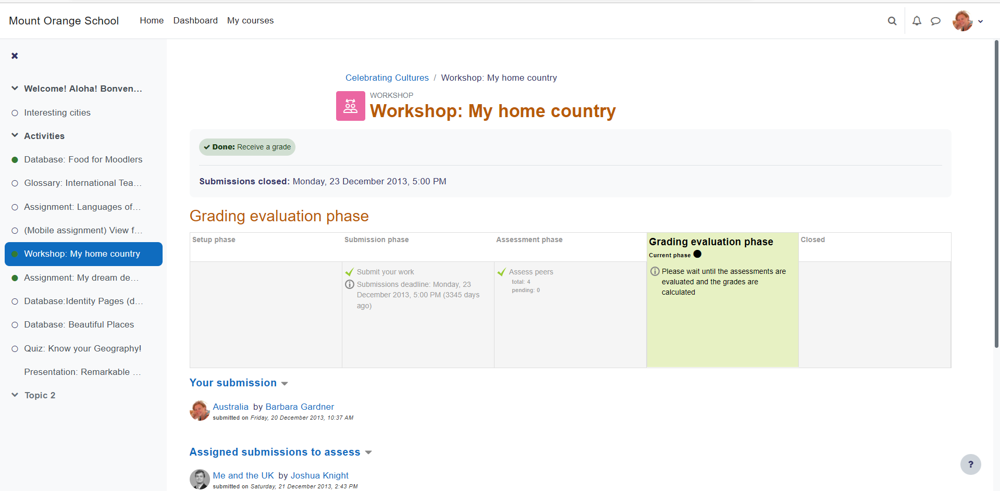 Mount Orange School Home Dashboard My courses
Welcome! Aloha! Bonven...
Interesting cities
Activities
Database: Food for Moodlers
Glossary: International Tea...
Assignment: Languages of...
(Mobile assignment) View f...
Workshop: My home country
Assignment: My dream de...
Database:Identity Pages (d...
Database: Beautiful Places
Quiz: Know your Geography!
Presentation: Remarkable ...
Topic 2
Celebrating Cultures / Workshop: My home country
WORKSHOP
Workshop: My home country
Done: Receive a grade
Submissions closed: Monday, 23 December 2013, 5:00 PM
Grading evaluation phase
Setup phase
Submission phase
Submit your work
Submissions deadline: Monday, 23
December 2013, 5:00 PM (3345 days
ago)
Assessment phase
Assess peers
total: 4
pending: 0
Grading evaluation phase
Current phase
Please wait until the assessments are
evaluated and the grades are
calculated
Closed
Your submission
Australia by Barbara Gardner
submitted on Friday, 20 December 2013, 10:37 AM
Assigned submissions to assess
Me and the UK by Joshua Knight
submitted on Saturday, 21 December 2013, 2:43 PM
?